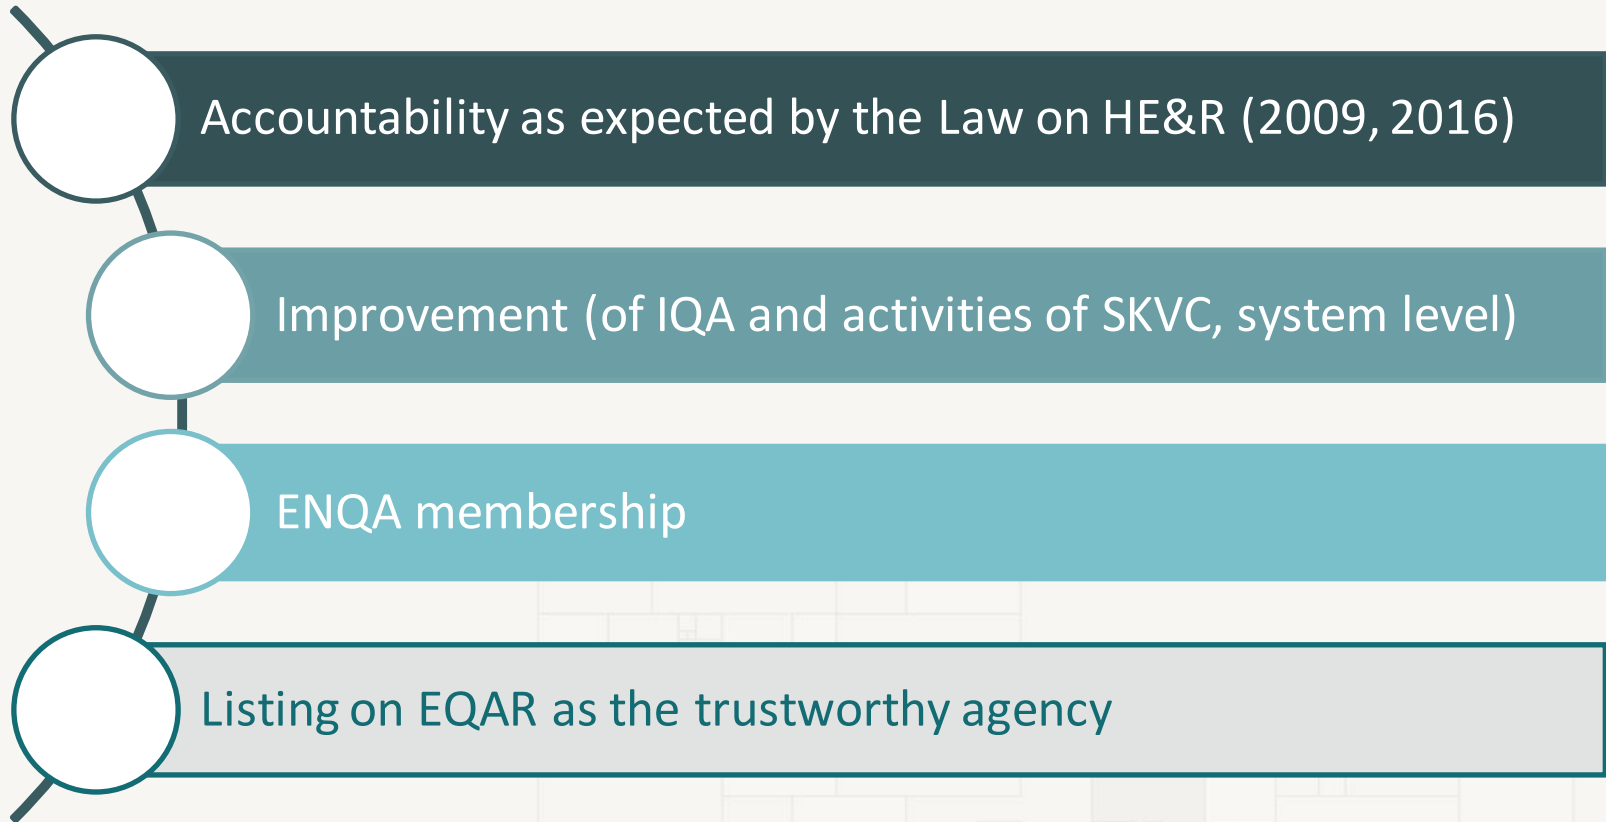 Accountability as expected by the Law on HE&R (2009, 2016)
Improvement (of IQA and activities of SKVC, system level)
ENQA membership
Listing on EQAR as the trustworthy agency